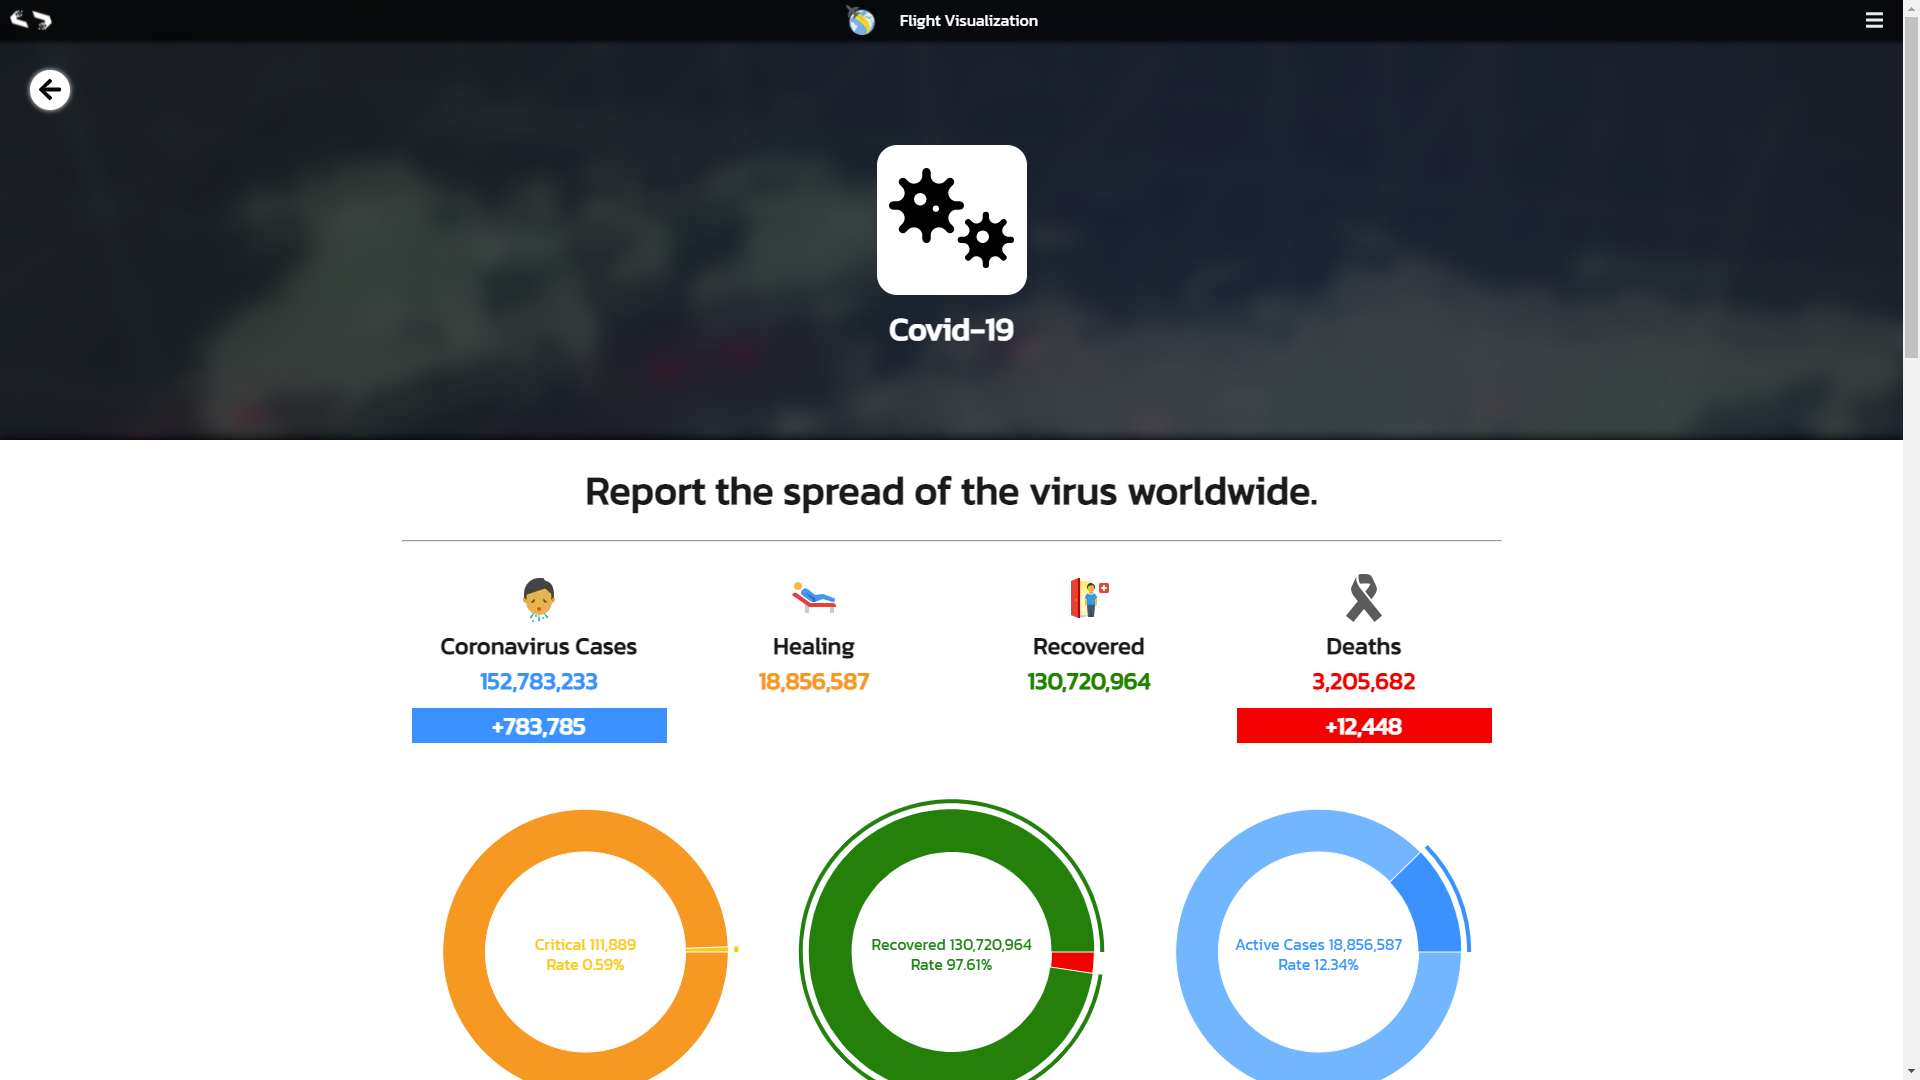 Flight Visualization
Covid-19
Report the spread of the virus worldwide.
Coronavirus Cases
152,783,233
+783,785
Healing
18,856,587
Recovered
130,720,964
Deaths
3,205,682
+12,448
Critical 111,889
Rate 0.59%
Recovered 130,720,964
Rate 97.61%
Active Cases 18,856,587
Rate 12.34%